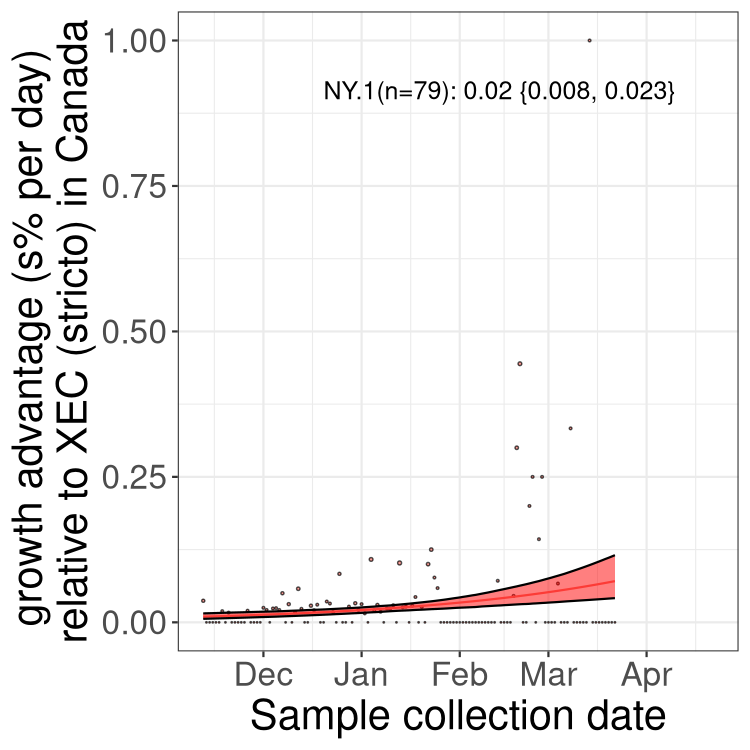 growth advantage (s% per day)
relative to XEC (stricto) in Canada
1.00
0.75
0.50
0.25
0.00
NY.1(n=79): 0.02 {0.008, 0.023}
Dec Jan Feb Mar Apr
Sample collection date